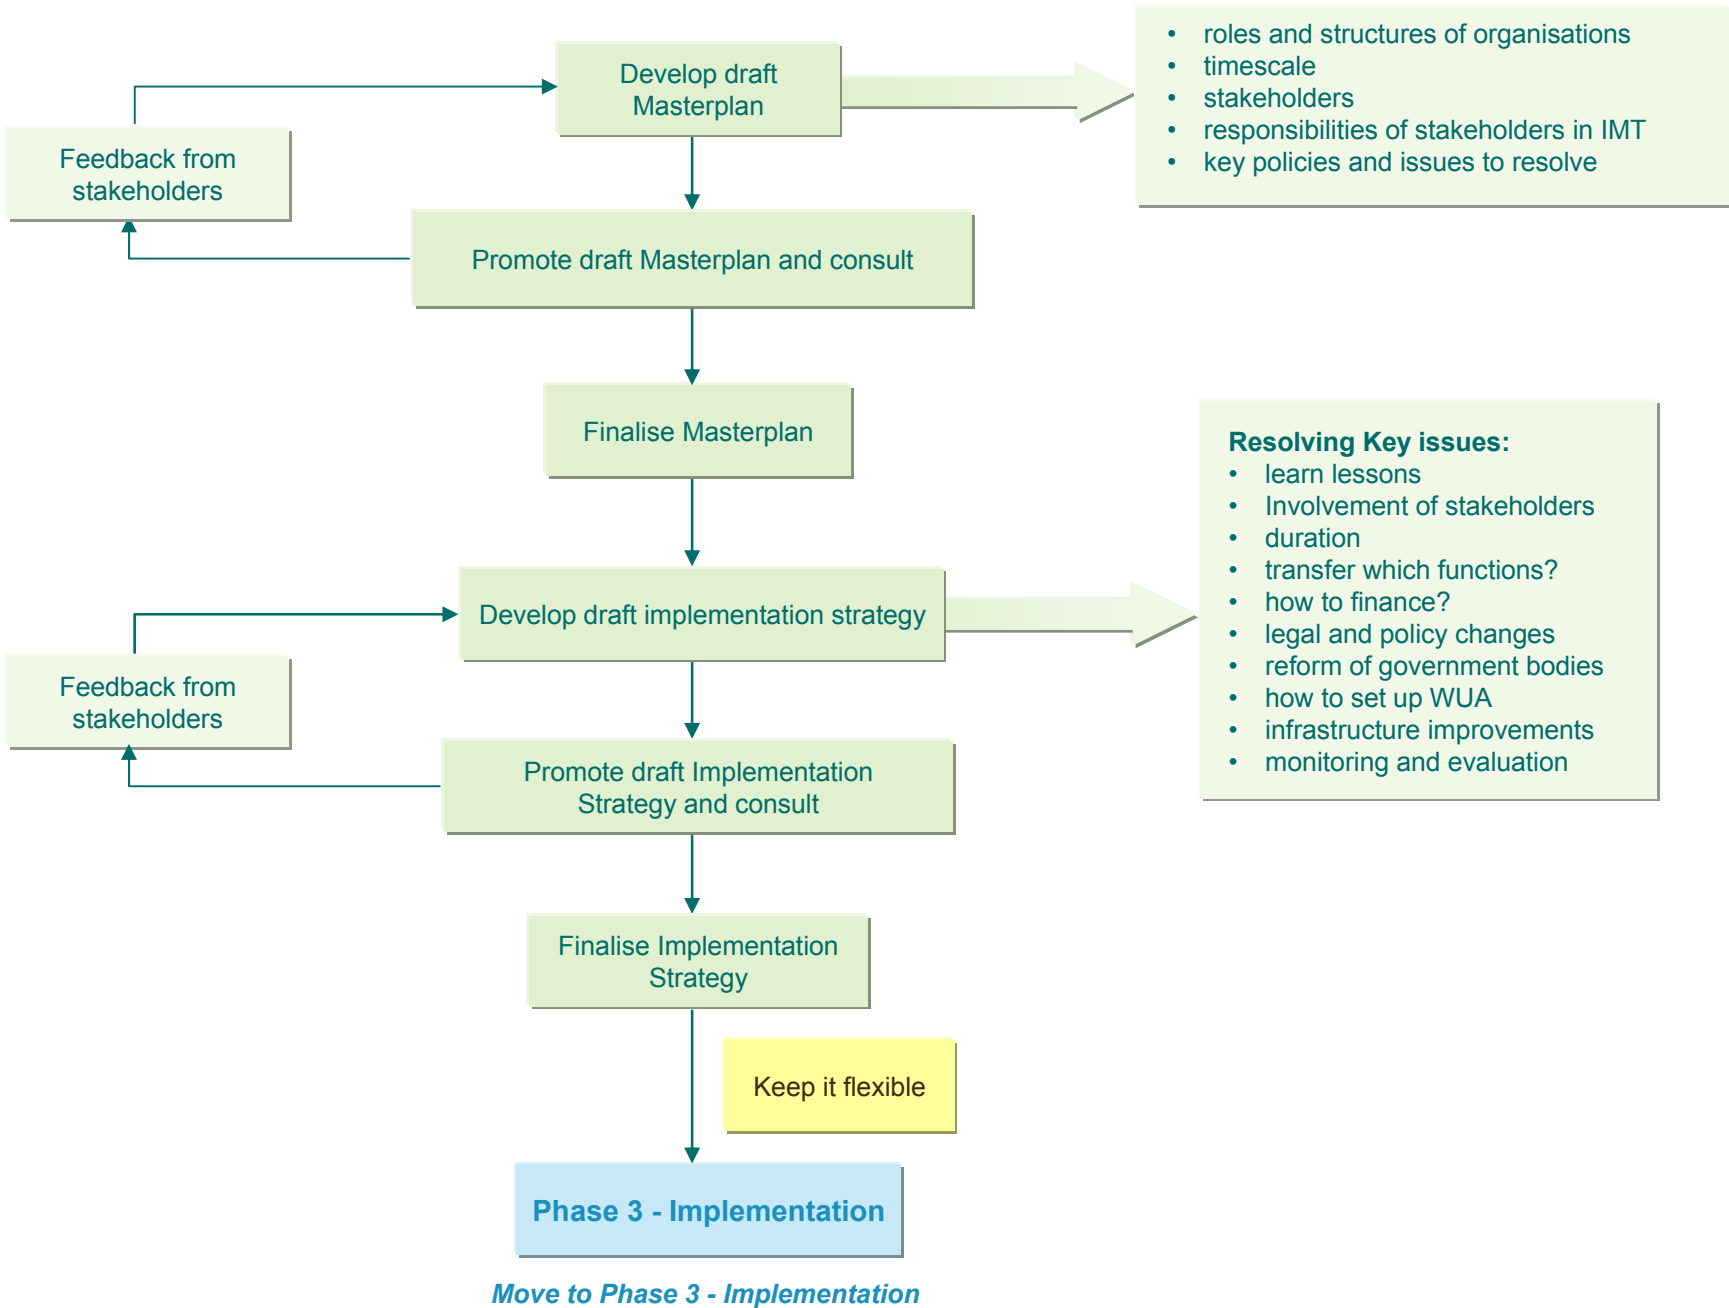 Develop draft
Masterplan
• roles and structures of organisations
• timescale
• stakeholders
• responsibilities of stakeholders in IMT
• key policies and issues to resolve
Feedback from
stakeholders
Promote draft Masterplan and consult
Finalise Masterplan
Resolving Key issues:
• learn lessons
• Involvement of stakeholders
• duration
• transfer which functions?
• how to finance?
• legal and policy changes
• reform of government bodies
• how to set up WUA
• infrastructure improvements
• monitoring and evaluation
Develop draft implementation strategy
Feedback from
stakeholders
Promote draft Implementation
Strategy and consult
Finalise Implementation
Strategy
Keep it flexible
Phase 3 - Implementation
Move to Phase 3 - Implementation